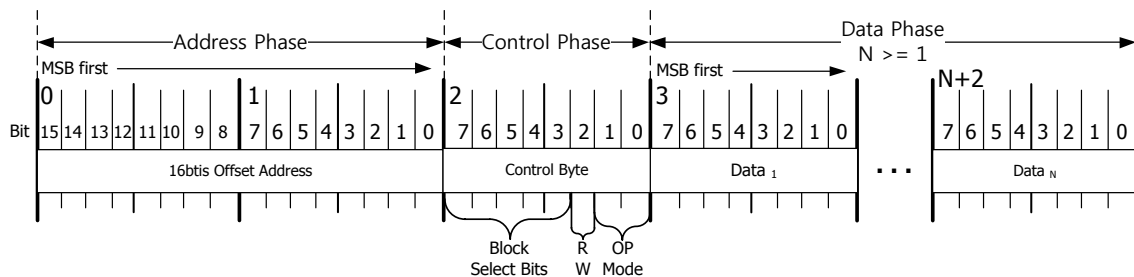 Address Phase Control Phase Data Phase
N >= 1
MSB first MSB first
0 1 2 3 N+2
Bit 15 14 13 12 11 10 9 8 7 6 5 4 3 2 1 0 7 6 5 4 3 2 1 0 7 6 5 4 3 2 1 0 7 6 5 4 3 2 1 0
16btis Offset Address Control Byte Data 1 ... Data N
Block R OP
Select Bits W Mode